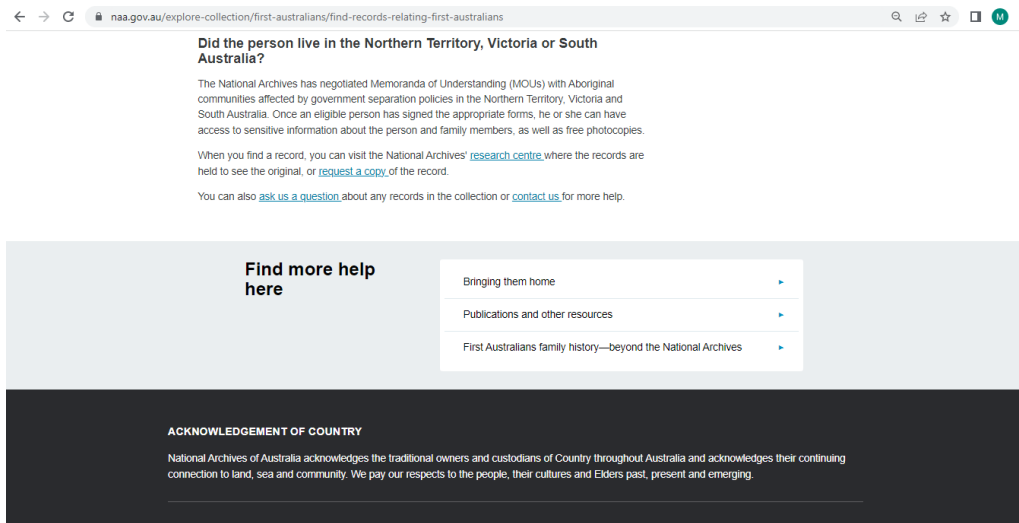 naa.gov.au/explore-collection/first-australians/find-records-relating-first-australians
M
Did the person live in the Northern Territory, Victoria or South
Australia?
The National Archives has negotiated Memoranda of Understanding (MOUs) with Aboriginal
communities affected by government separation policies in the Northern Territory, Victoria and
South Australia. Once an eligible person has signed the appropriate forms, he or she can have
access to sensitive information about the person and family members, as well as free photocopies.
When you find a record, you can visit the National Archives' research centre where the records are
held to see the original, or request a copy of the record.
You can also ask us a question about any records in the collection or contact us for more help.
Find more help
here
Bringing them home
Publications and other resources
First Australians family history—beyond the National Archives
ACKNOWLEDGEMENT OF COUNTRY
National Archives of Australia acknowledges the traditional owners and custodians of Country throughout Australia and acknowledges their continuing
connection to land, sea and community. We pay our respects to the people, their cultures and Elders past, present and emerging.